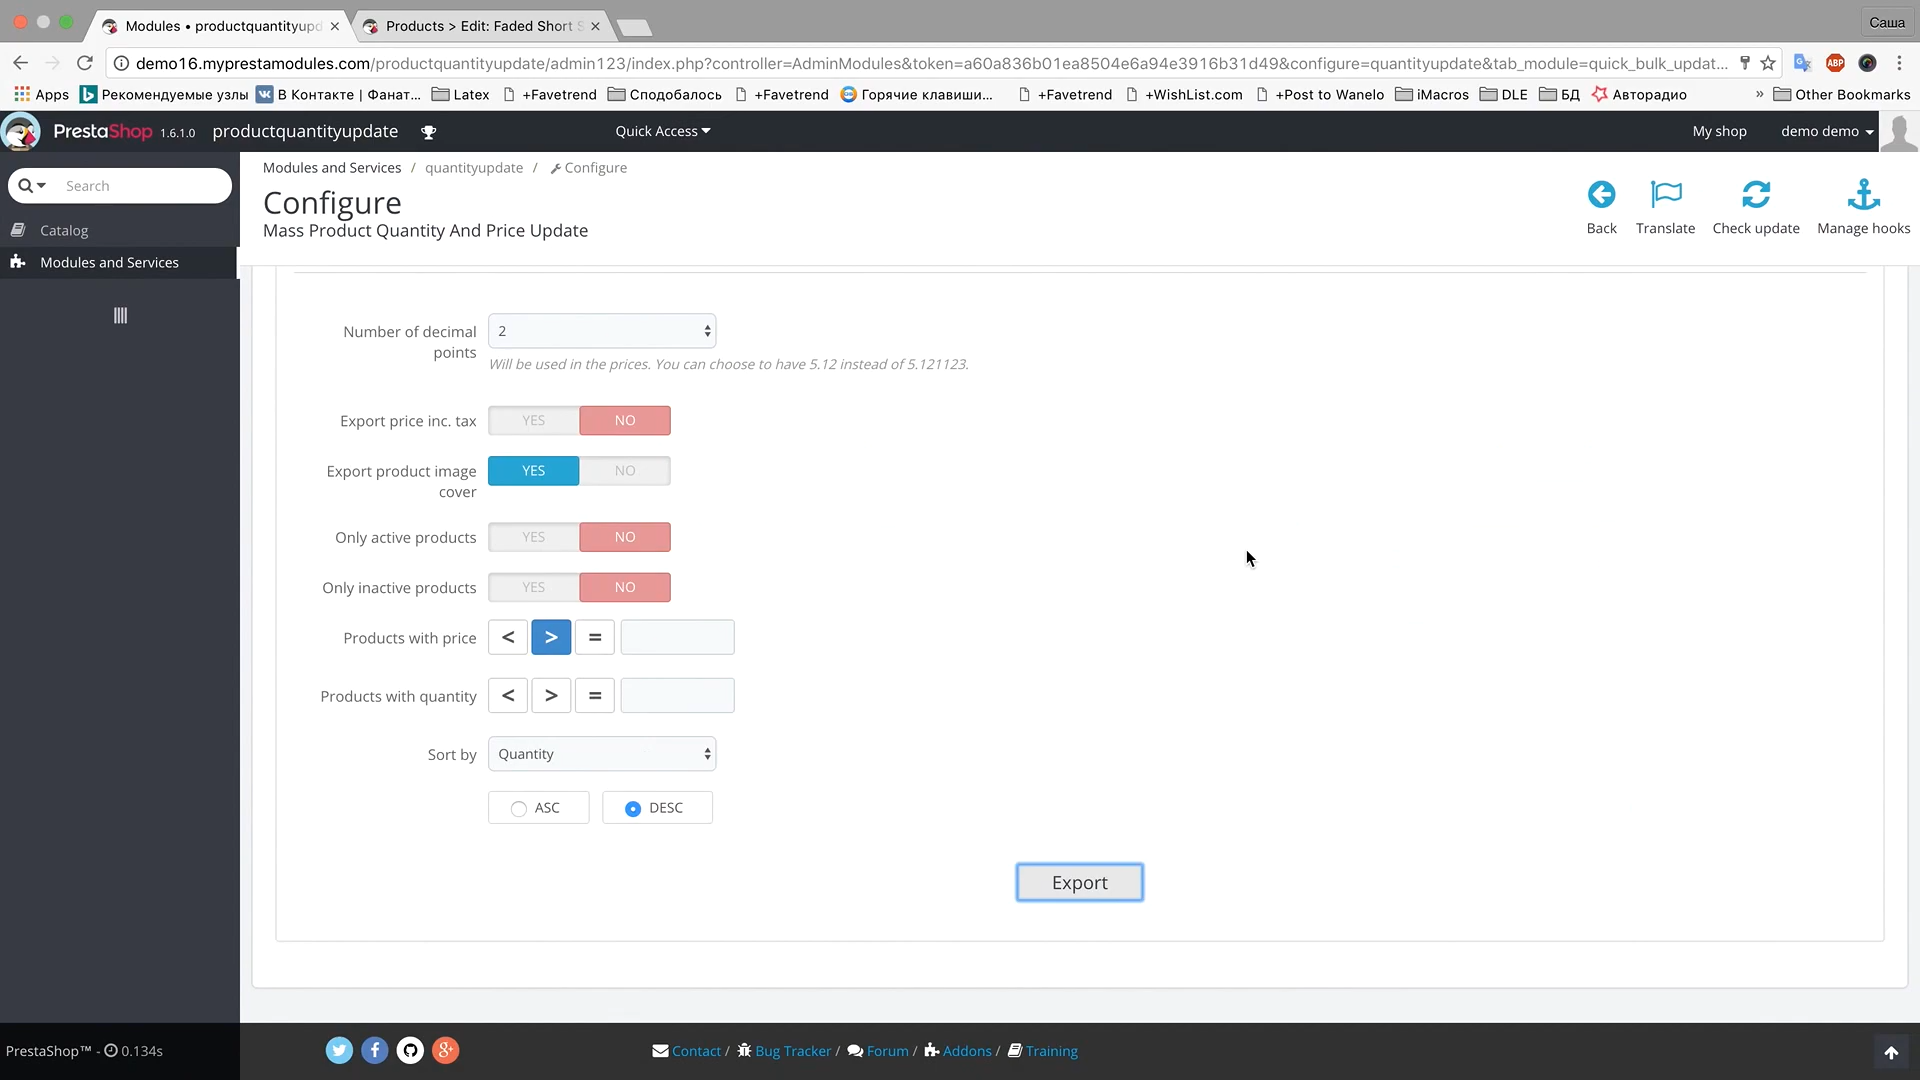 Modules • productquantityupd
Products > Edit: Faded Short S
Саша
demo16.myprestamodules.com/productquantityupdate/admin123/index.php?controller=AdminModules&token=a60a836b01ea8504e6a94e3916b31d49&configure=quantityupdate&tab_module=quick_bulk_updat...
ABP
Apps Рекомендуемые узлы В Контакте | Фанат... Latex +Favetrend Сподобалось +Favetrend Горячие клавиши... +Favetrend +WishList.com +Post to Wanelo iMacros DLE БД Авторадио » Other Bookmarks
PrestaShop 1.6.1.0 productquantityupdate Quick Access My shop demo demo
Search
Catalog
Modules and Services
Modules and Services / quantityupdate / Configure
Configure
Mass Product Quantity And Price Update
Back Translate Check update Manage hooks
Number of decimal points
2
Will be used in the prices. You can choose to have 5.12 instead of 5.121123.
Export price inc. tax YES NO
Export product image cover YES NO
Only active products YES NO
Only inactive products YES NO
Products with price < > =
Products with quantity < > =
Sort by Quantity
ASC DESC
Export
PrestaShop™ - 0.134s
Contact / Bug Tracker / Forum / Addons / Training